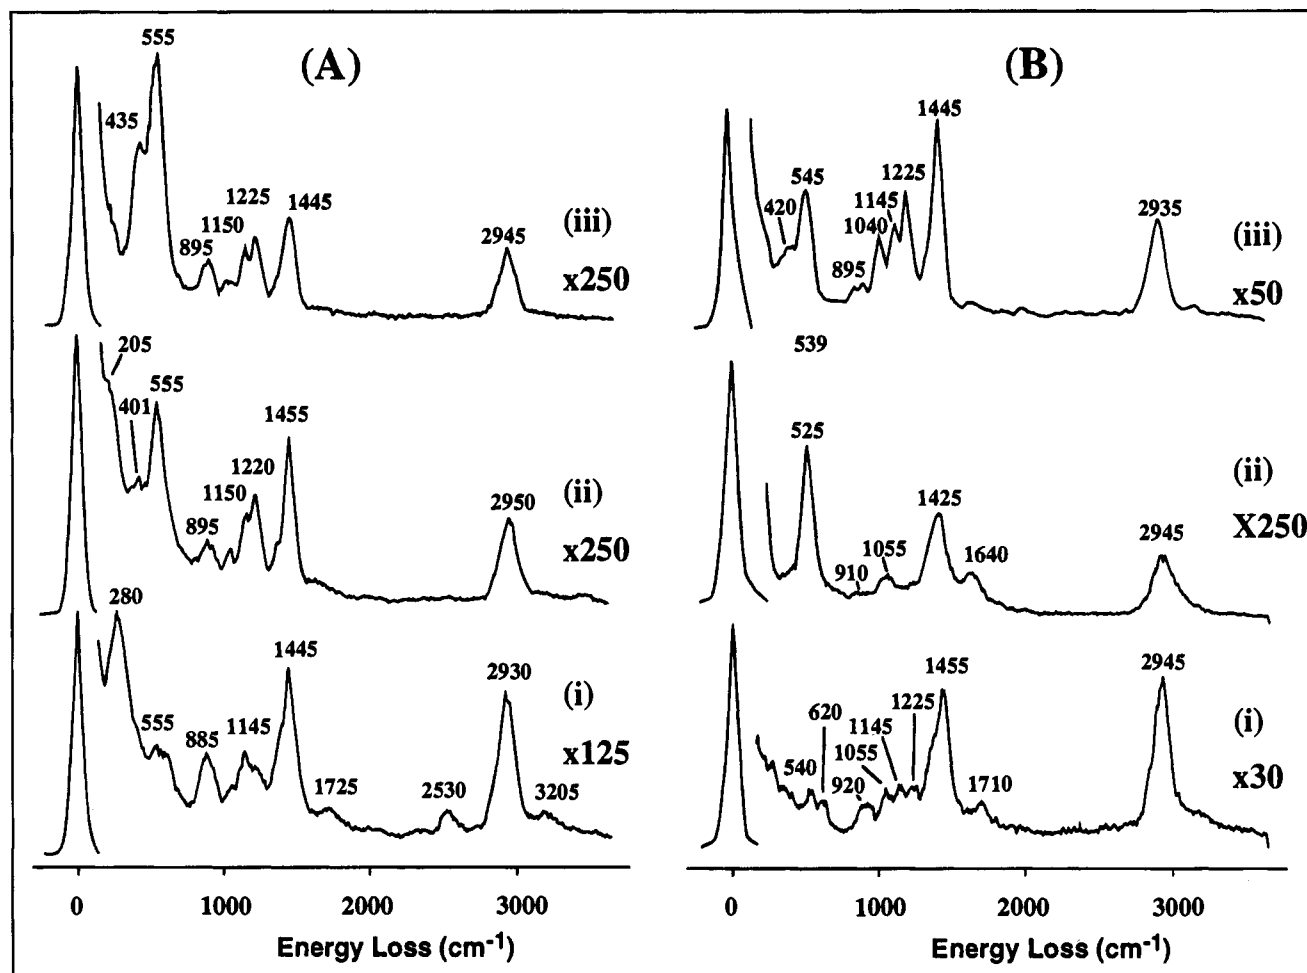 (A)
555
435
895
1150
1225
1445
2945
(iii)
x250
205
401
555
895
1150
1220
1455
2950
(ii)
x250
280
555
885
1145
1445
1725
2530
2930
3205
(i)
x125
0 1000 2000 3000
Energy Loss (cm-1)
(B)
420
545
895
1040
1145
1225
1445
2935
(iii)
x50
539
525
910
1055
1425
1640
2945
(ii)
X250
540
620
920
1055
1145
1225
1455
1710
2945
(i)
x30
0 1000 2000 3000
Energy Loss (cm-1)